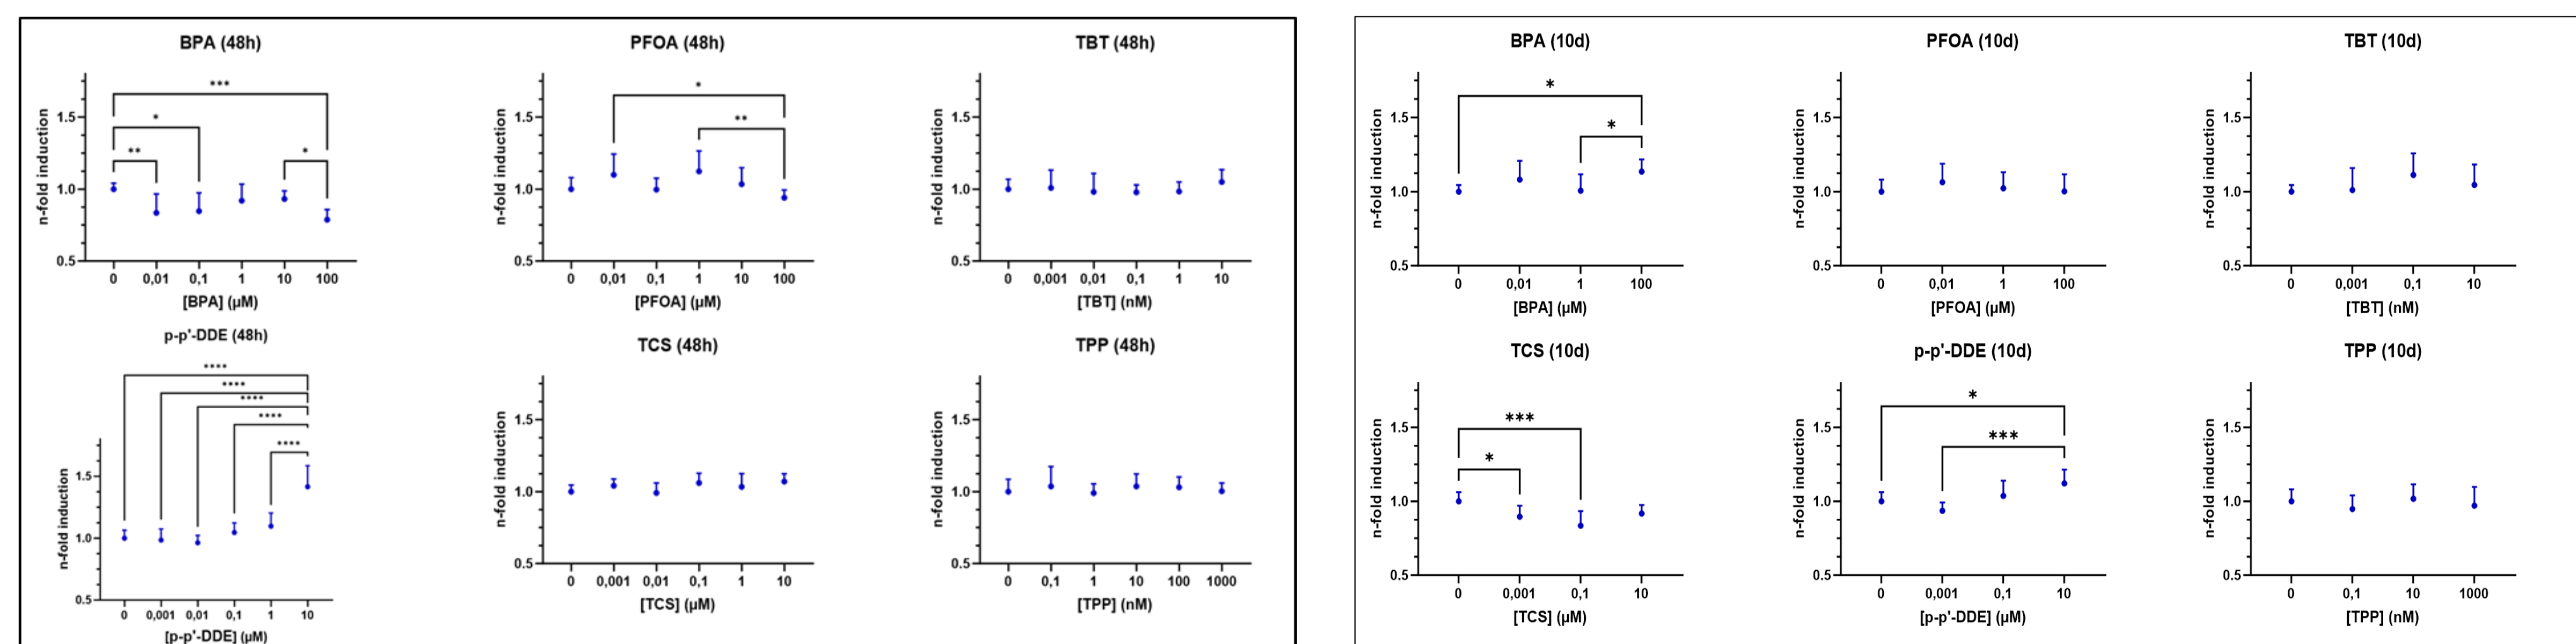 BPA (48h)
***
*
** *
n-fold induction
1.5
1.0
0.5
0 0,01 0,1 1 10 100
[BPA] (µM)
PFOA (48h)
*
**
n-fold induction
1.5
1.0
0.5
0 0,01 0,1 1 10 100
[PFOA] (µM)
TBT (48h)
n-fold induction
1.5
1.0
0.5
0 0,001 0,01 0,1 1 10
[TBT] (nM)
p-p'-DDE (48h)
****
****
****
****
****
n-fold induction
1.5
1.0
0.5
0 0,001 0,01 0,1 1 10
[p-p'-DDE] (µM)
TCS (48h)
n-fold induction
1.5
1.0
0.5
0 0,001 0,01 0,1 1 10
[TCS] (µM)
TPP (48h)
n-fold induction
1.5
1.0
0.5
0 0,1 1 10 100 1000
[TPP] (nM)
BPA (10d)
*
*
n-fold induction
1.5
1.0
0.5
0 0,01 1 100
[BPA] (µM)
PFOA (10d)
n-fold induction
1.5
1.0
0.5
0 0,01 1 100
[PFOA] (µM)
TBT (10d)
n-fold induction
1.5
1.0
0.5
0 0,001 0,1 10
[TBT] (nM)
TCS (10d)
***
*
n-fold induction
1.5
1.0
0.5
0 0,001 0,1 10
[TCS] (µM)
p-p'-DDE (10d)
*
***
n-fold induction
1.5
1.0
0.5
0 0,001 0,1 10
[p-p'-DDE] (µM)
TPP (10d)
n-fold induction
1.5
1.0
0.5
0 0,1 10 1000
[TPP] (nM)